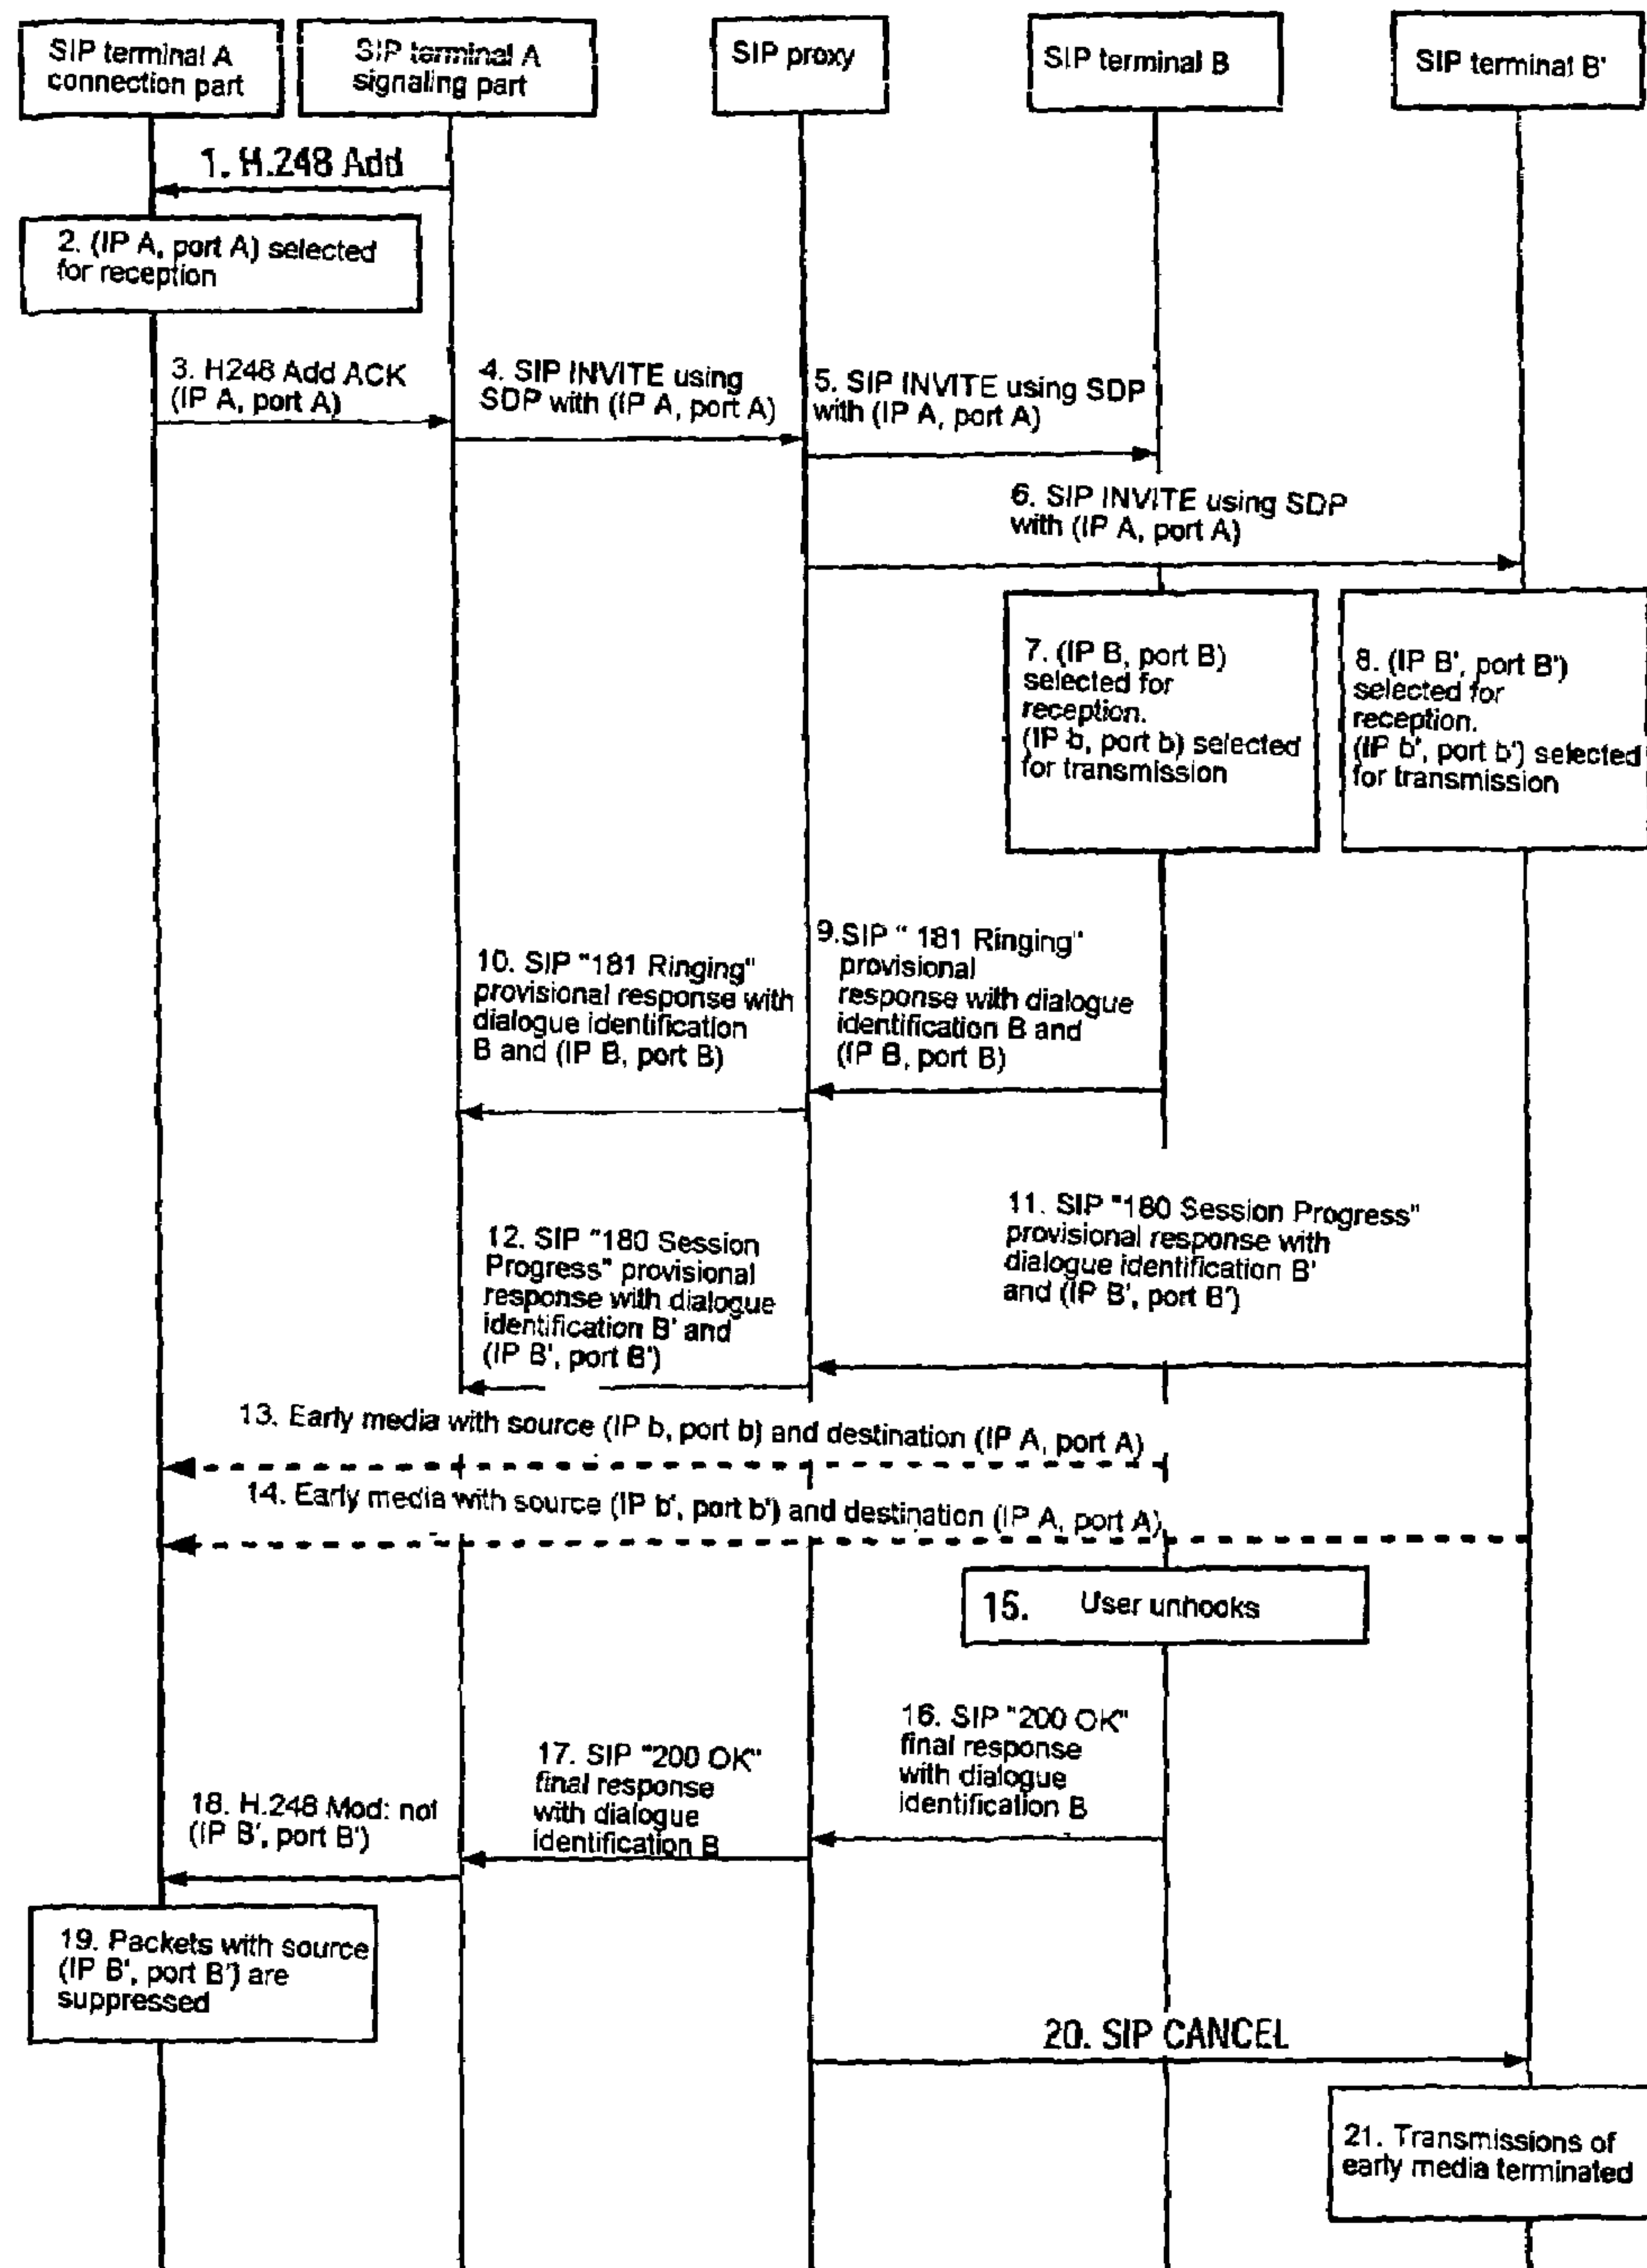 SIP terminal A
connection part
SIP terminal A
signaling part
SIP proxy
SIP terminal B
SIP terminal B'
1. H.248 Add
2. (IP A, port A) selected
for reception
3. H248 Add ACK
(IP A, port A)
4. SIP INVITE using
SDP with (IP A, port A)
5. SIP INVITE using SDP
with (IP A, port A)
6. SIP INVITE using SDP
with (IP A, port A)
7. (IP B, port B)
selected for
reception.
(IP b, port b) selected
for transmission
8. (IP B', port B')
selected for
reception.
(IP b', port b') selected
for transmission
9.SIP " 181 Ringing"
provisional
response with dialogue
identification B and
(IP B, port B)
10. SIP "181 Ringing"
provisional response with
dialogue identification
B and (IP B, port B)
11. SIP "180 Session Progress"
provisional response with
dialogue identification B'
and (IP B', port B')
12. SIP "180 Session
Progress" provisional
response with dialogue
identification B' and
(IP B', port B')
13. Early media with source (IP b, port b) and destination (IP A, port A)
14. Early media with source (IP b', port b') and destination (IP A, port A)
15. User unhooks
16. SIP "200 OK"
final response
with dialogue
identification B
17. SIP "200 OK"
final response
with dialogue
identification B
18. H.248 Mod: not
(IP B', port B')
19. Packets with source
(IP B', port B') are
suppressed
20. SIP CANCEL
21. Transmissions of
early media terminated